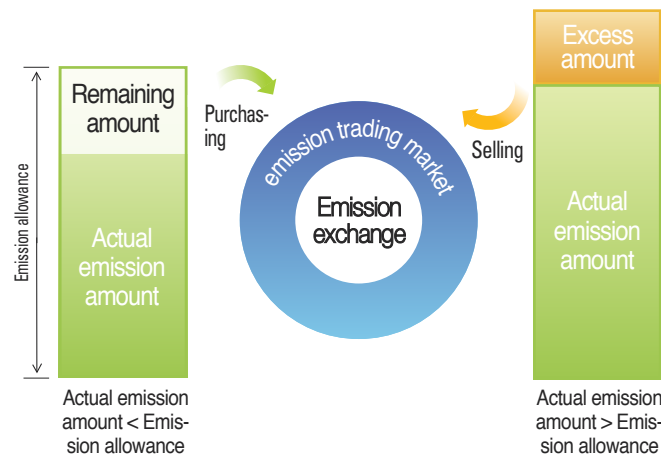 Emission allowance
Remaining
amount
Actual
emission
amount
Actual emission
amount < Emis-
sion allowance
Purchas-
ing
emission trading market
Emission
exchange
Selling
Excess
amount
Actual
emission
amount
Actual emission
amount > Emis-
sion allowance